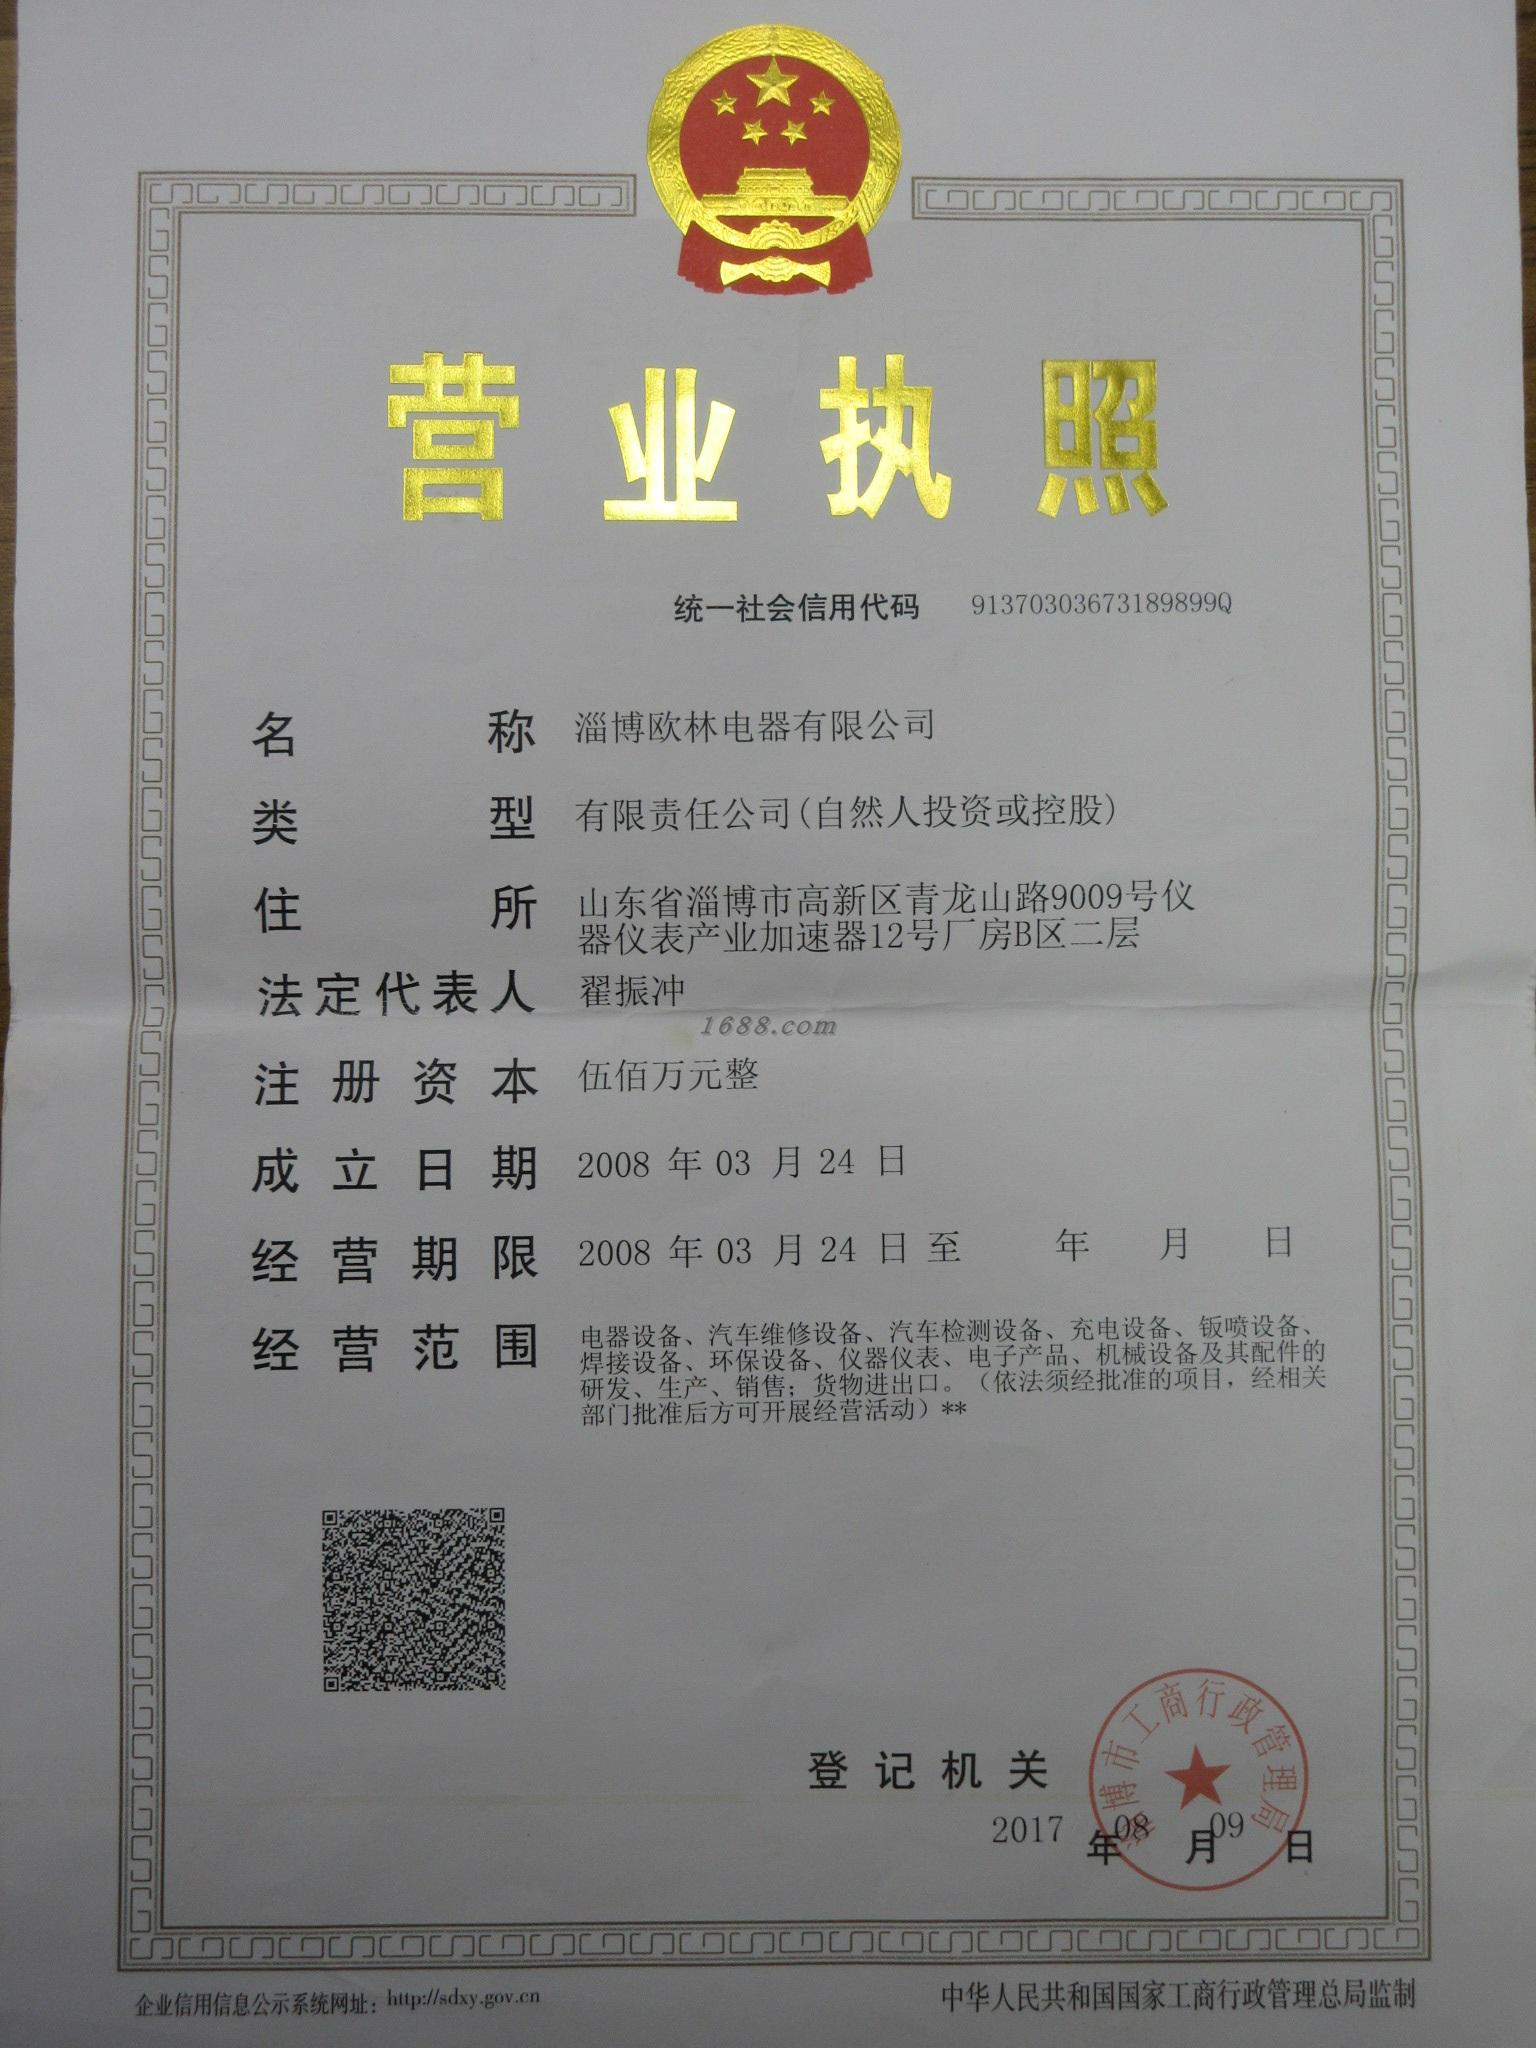 营业执照
统一社会信用代码 91370303673189899Q
名称 淄博欧林电器有限公司
类型 有限责任公司(自然人投资或控股)
住所 山东省淄博市高新区青龙山路9009号仪
器仪表产业加速器12号厂房B区二层
法定代表人 翟振冲
1688.com
注册资本 伍佰万元整
成立日期 2008 年 03 月 24 日
经营期限 2008 年 03 月 24 日 至 年 月 日
经营范围 电器设备、汽车维修设备、汽车检测设备、充电设备、钣喷设备、
焊接设备、环保设备、仪器仪表、电子产品、机械设备及其配件的
研发、生产、销售；货物进出口。（依法须经批准的项目，经相关
部门批准后方可开展经营活动）**
淄博市工商行政管理局
登记机关
2017 年 08 月 09 日
企业信用信息公示系统网址：http://sdxy.gov.cn
中华人民共和国国家工商行政管理总局监制